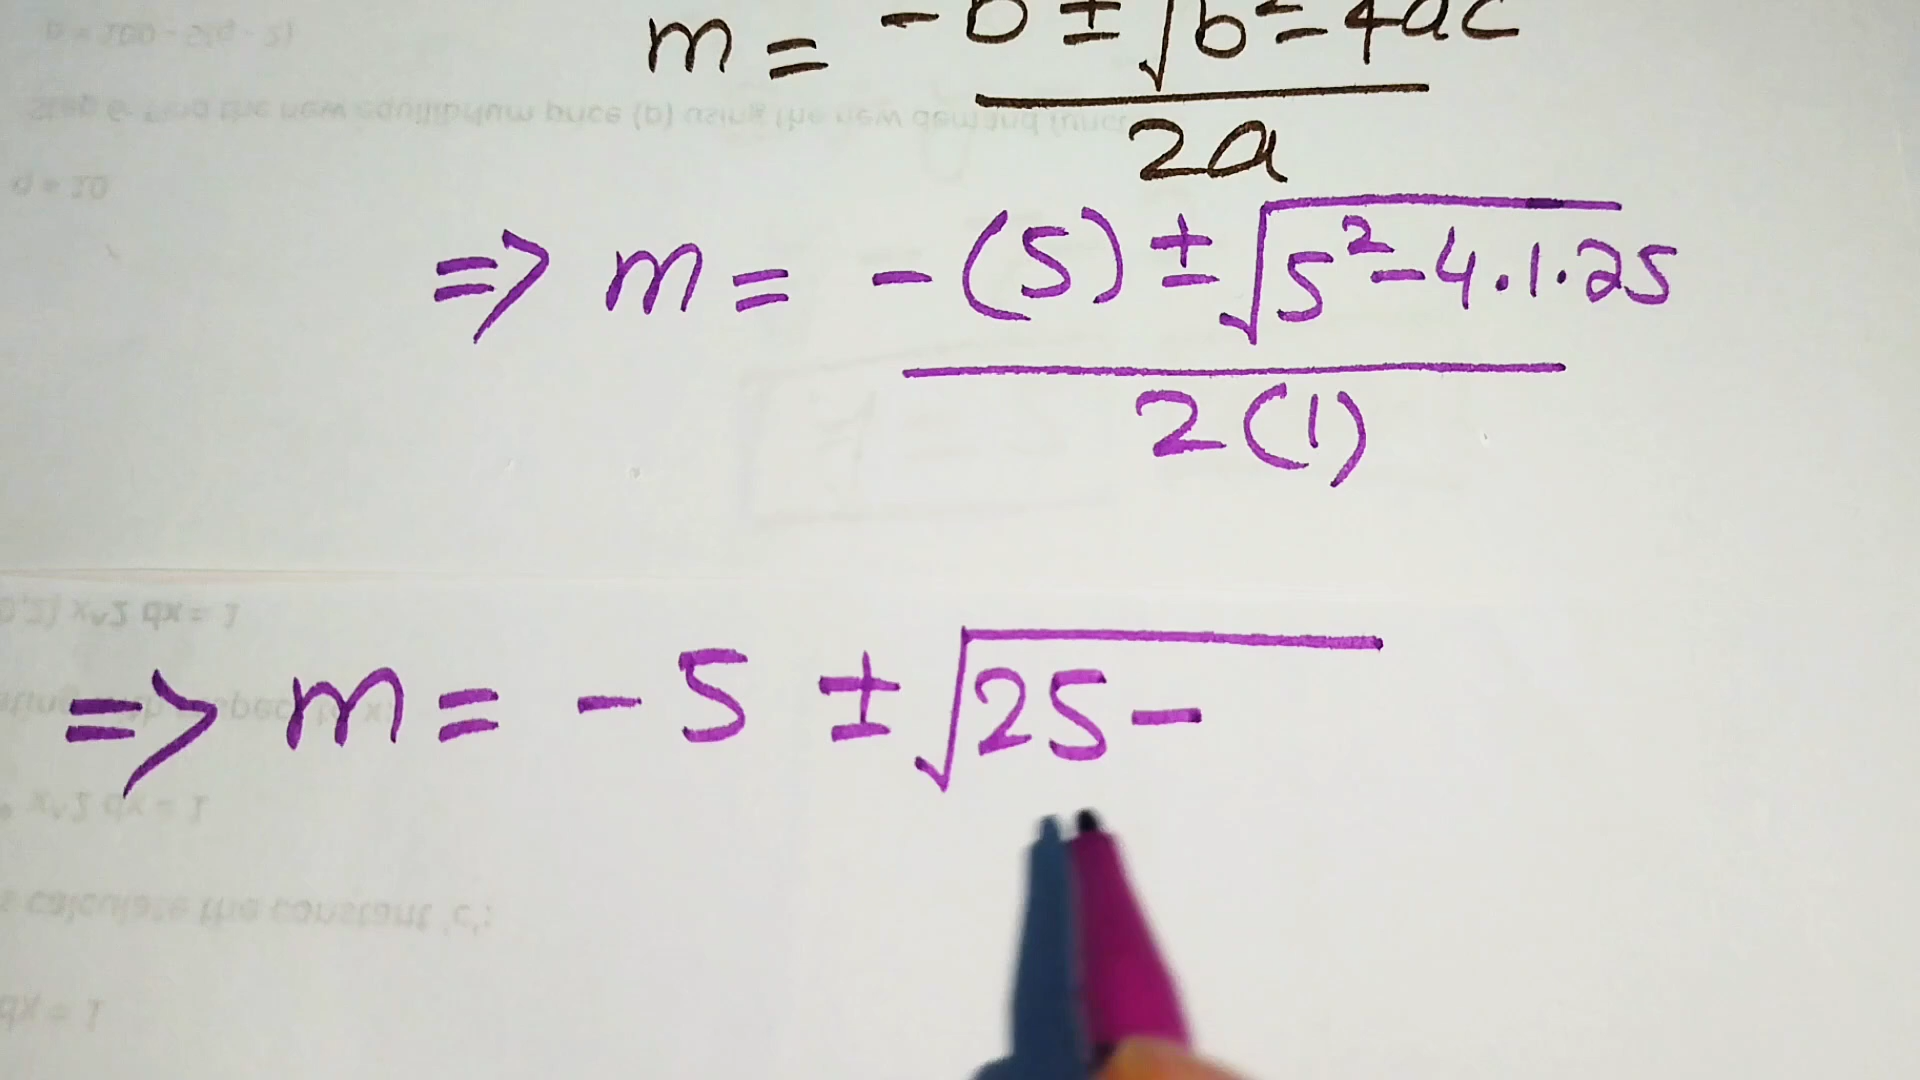 m = -b ± √b² - 4ac
2a
=> m = -(5) ± √5² - 4.1.25
2(1)
=> m = -5 ± √25 -